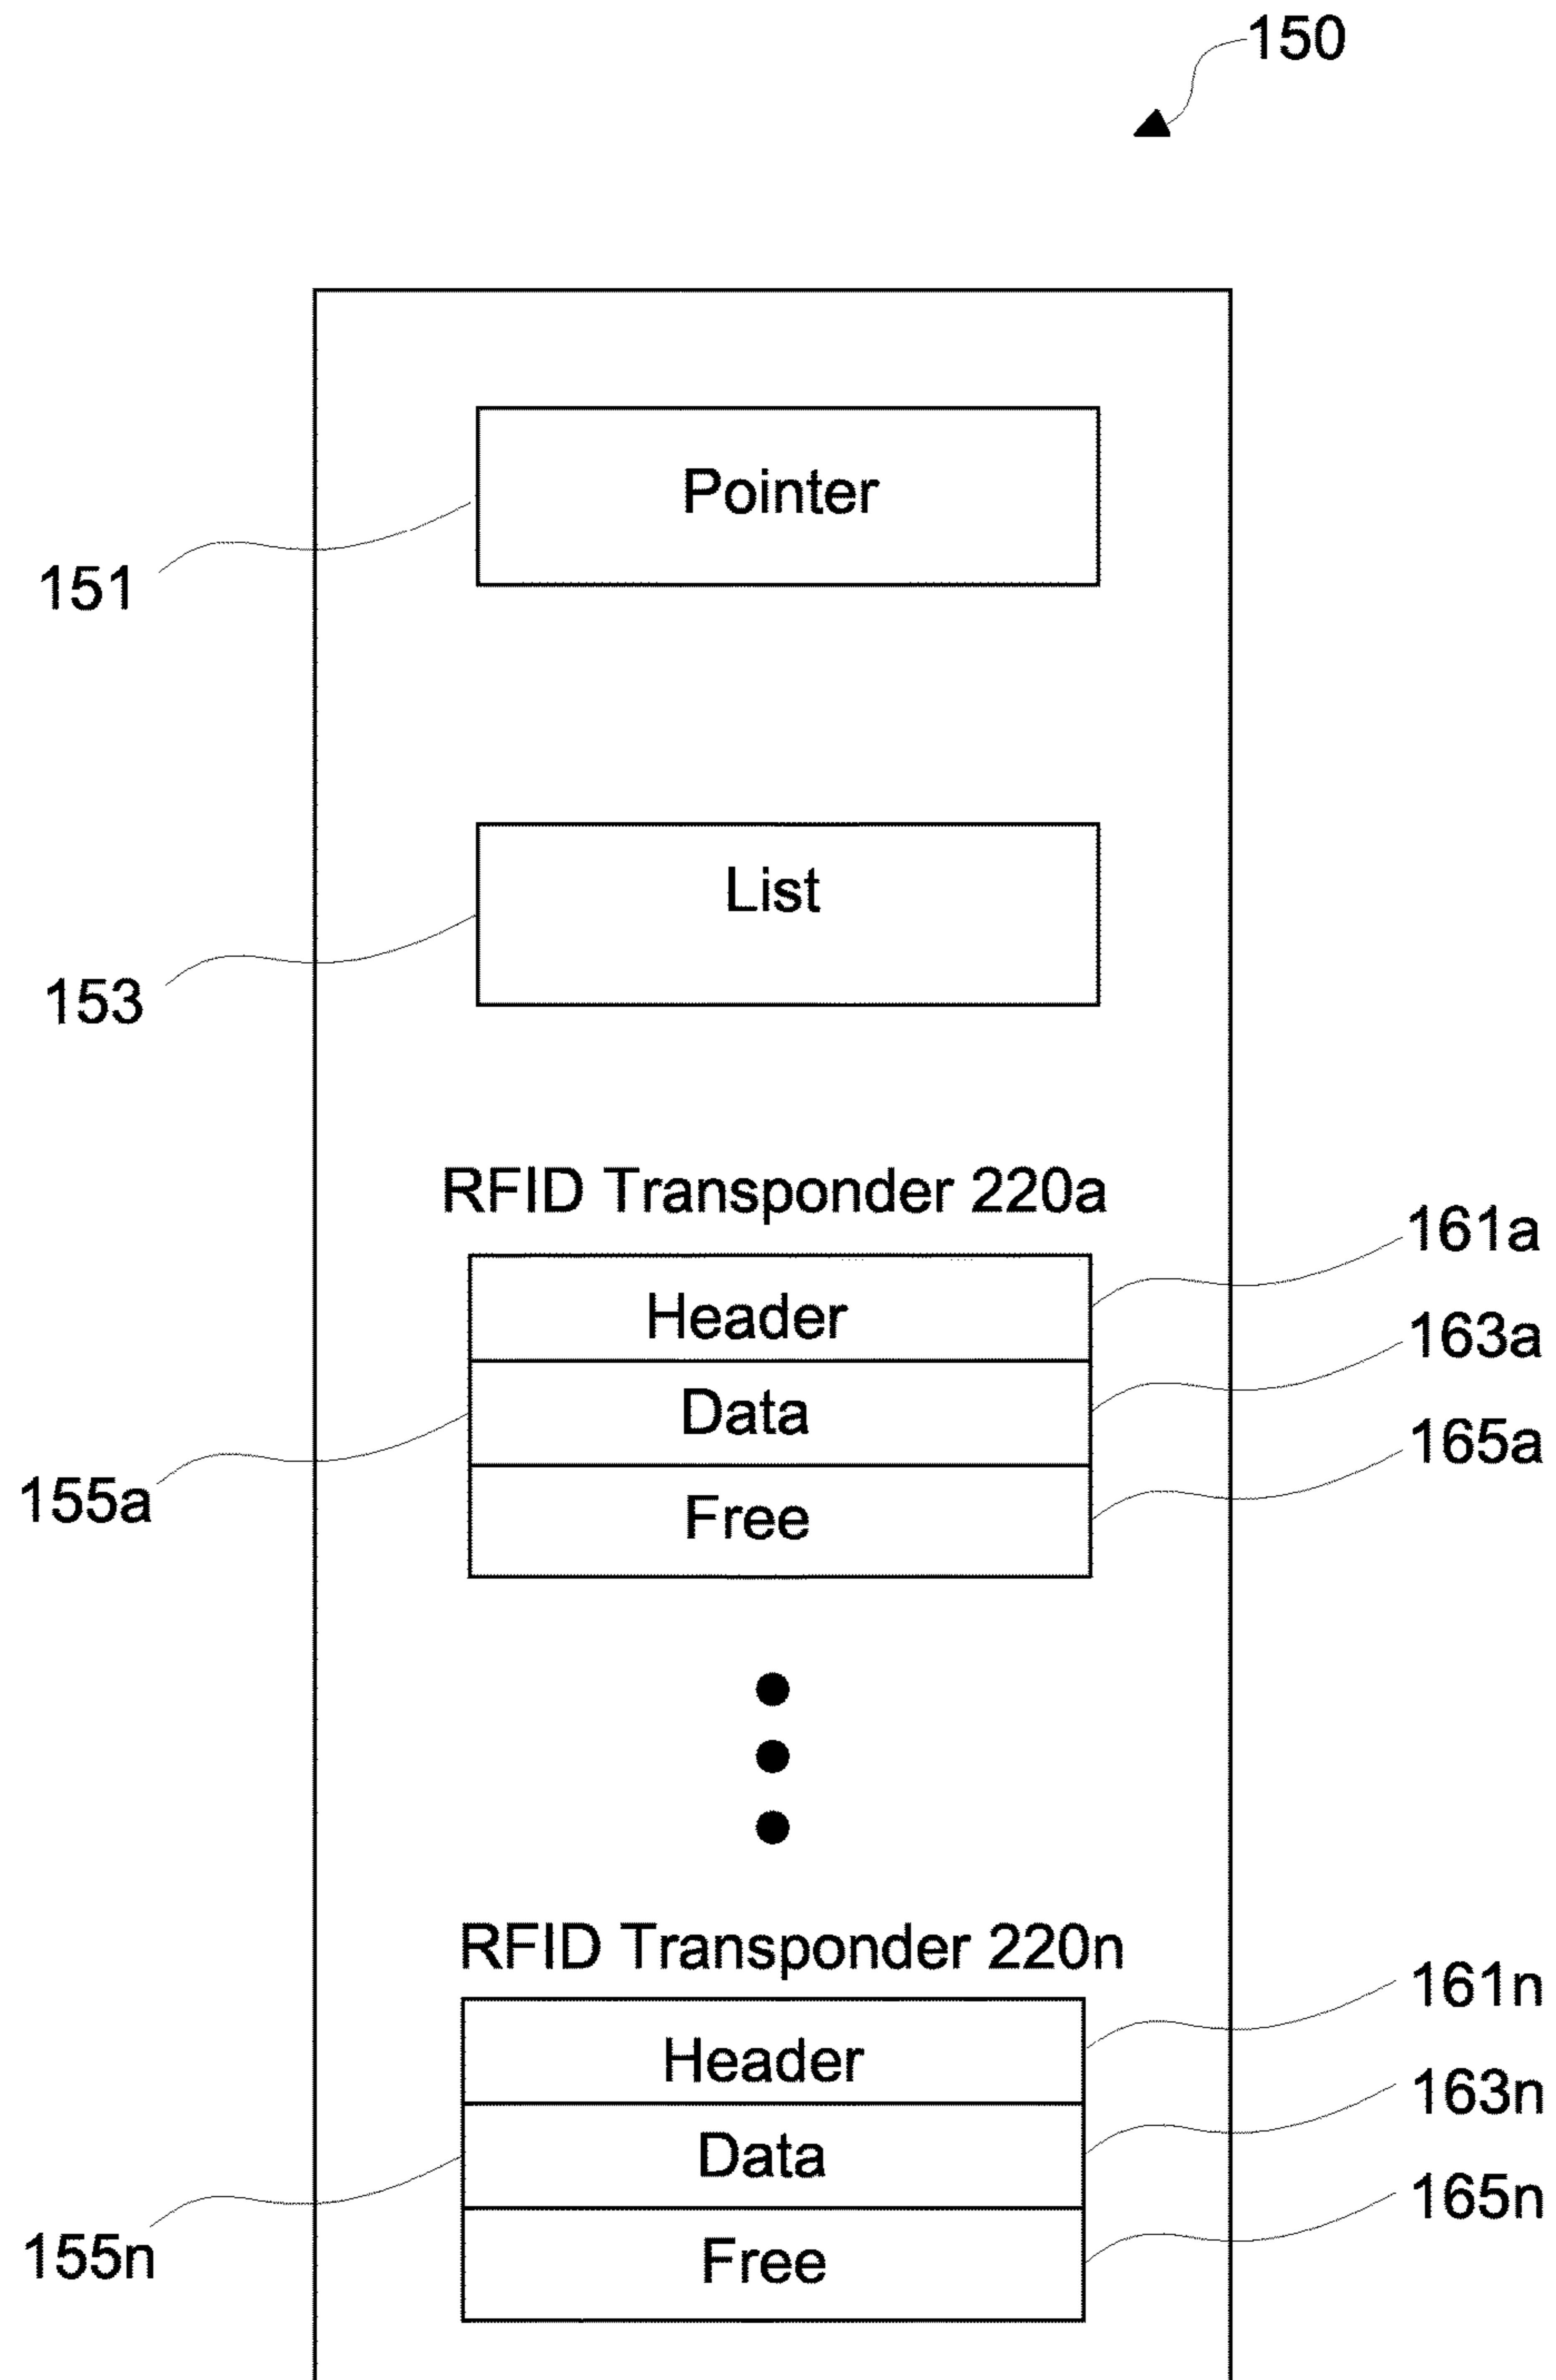 150
Pointer
151
List
153
RFID Transponder 220a
161a
Header
163a
Data
165a
155a
Free
RFID Transponder 220n
161n
Header
163n
Data
165n
155n
Free